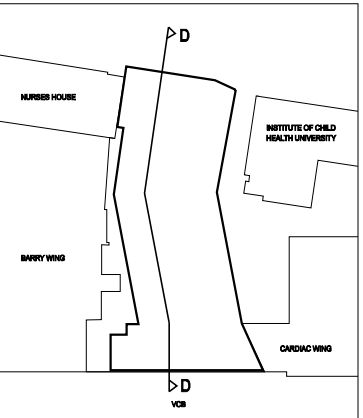 D
NURSES HOUSE
INSTITUTE OF CHILD
HEALTH UNIVERSITY
BARRY WING
CARDIAC WING
D
VCB